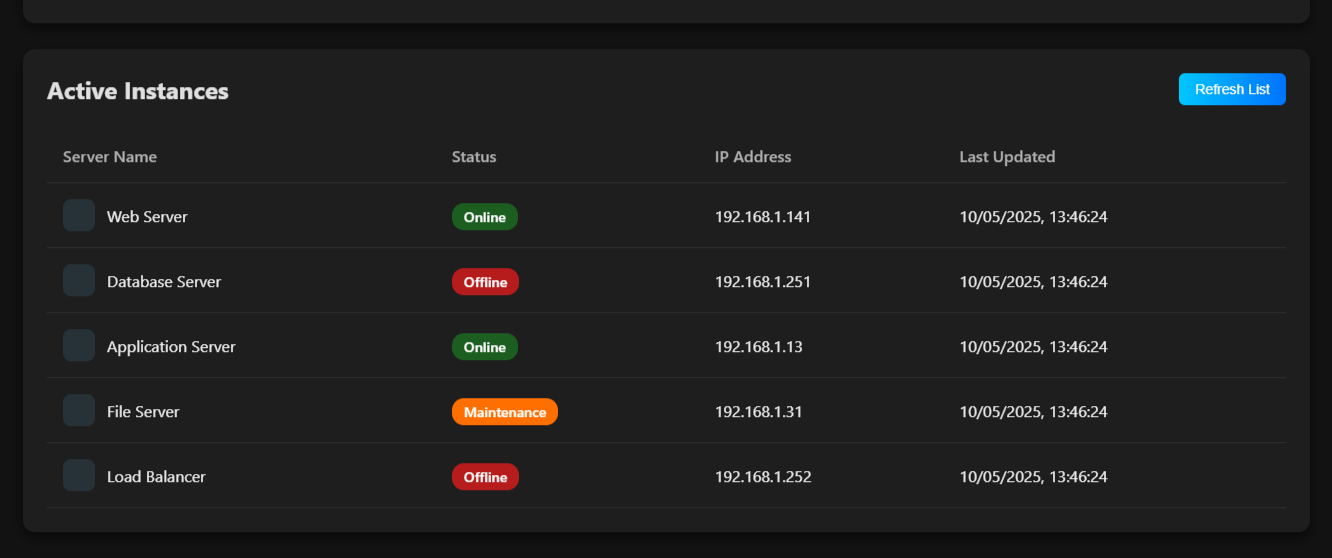 Active Instances
Refresh List
Server Name Status IP Address Last Updated
Web Server Online 192.168.1.141 10/05/2025, 13:46:24
Database Server Offline 192.168.1.251 10/05/2025, 13:46:24
Application Server Online 192.168.1.13 10/05/2025, 13:46:24
File Server Maintenance 192.168.1.31 10/05/2025, 13:46:24
Load Balancer Offline 192.168.1.252 10/05/2025, 13:46:24